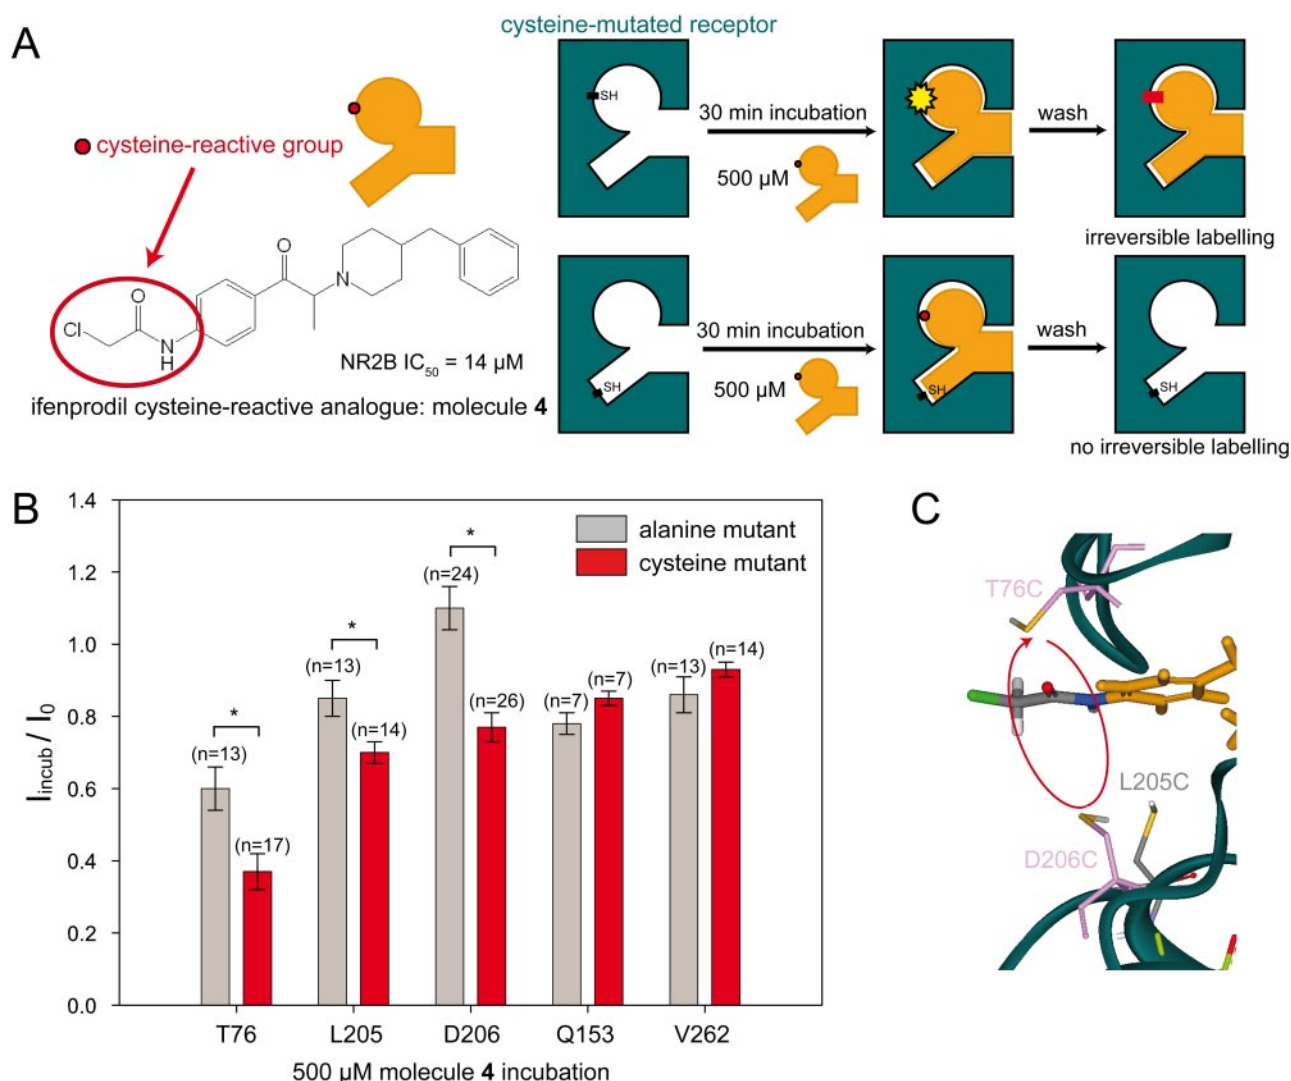 A
cysteine-mutated receptor
cysteine-reactive group
O
Cl
N
H
O
N
NR2B IC50 = 14 µM
ifenprodil cysteine-reactive analogue: molecule 4
SH
30 min incubation
500 µM
wash
irreversible labelling
SH
30 min incubation
500 µM
SH
wash
SH
no irreversible labelling
B
1.4
1.2
1.0
0.8
0.6
0.4
0.2
0.0
Iincub / I0
alanine mutant
cysteine mutant
*
(n=13)
(n=17)
*
(n=13)
(n=14)
*
(n=24)
(n=26)
(n=7)
(n=7)
(n=13)
(n=14)
T76 L205 D206 Q153 V262
500 µM molecule 4 incubation
C
T76C
L205C
D206C